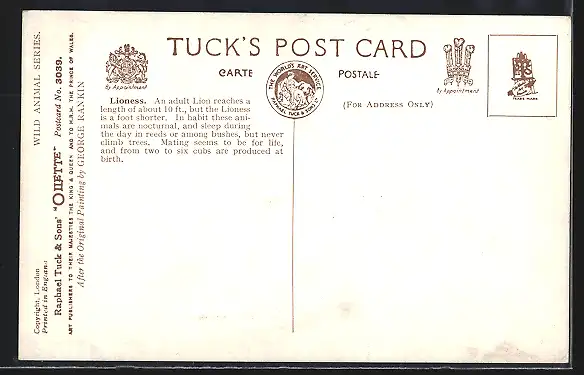 TUCK'S POST CARD
CARTE POSTALE
By Appointment
THE WORLD'S ART SERVICE
RAPHAEL TUCK & SONS LTD
By Appointment
TRADE MARK
(FOR ADDRESS ONLY)
Lioness. An adult Lion reaches a
length of about 10 ft., but the Lioness
is a foot shorter. In habit these ani-
mals are nocturnal, and sleep during
the day in reeds or among bushes, but never
climb trees. Mating seems to be for life,
and from two to six cubs are produced at
birth.
WILD ANIMAL SERIES.
Copyright, London
Printed in England
Raphael Tuck & Sons' "OILETTE" Postcard No. 3039.
ART PUBLISHERS TO THEIR MAJESTIES THE KING & QUEEN AND TO H.R.H. THE PRINCE OF WALES.
After the Original Painting by GEORGE RANKIN